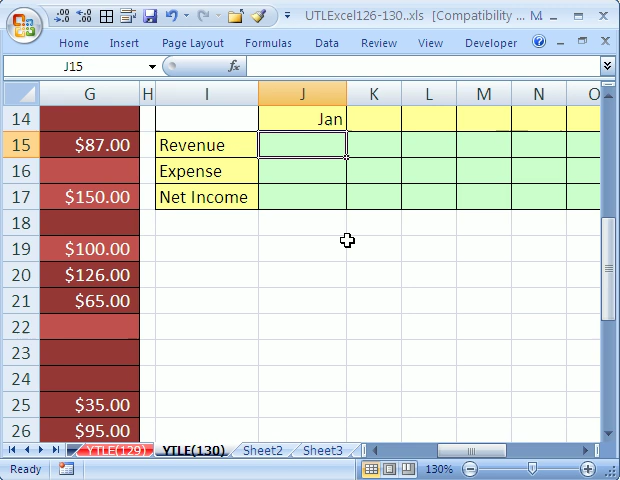 UTLExcel126-130..xls [Compatibility ... M
Home Insert Page Layout Formulas Data Review View Developer
J15 fx
G H I J K L M N O
14 Jan
15 $87.00 Revenue
16 Expense
17 $150.00 Net Income
18
19 $100.00
20 $126.00
21 $65.00
22
23
24
25 $35.00
26 $95.00
YTLE(129) YTLE(130) Sheet2 Sheet3
Ready 130%